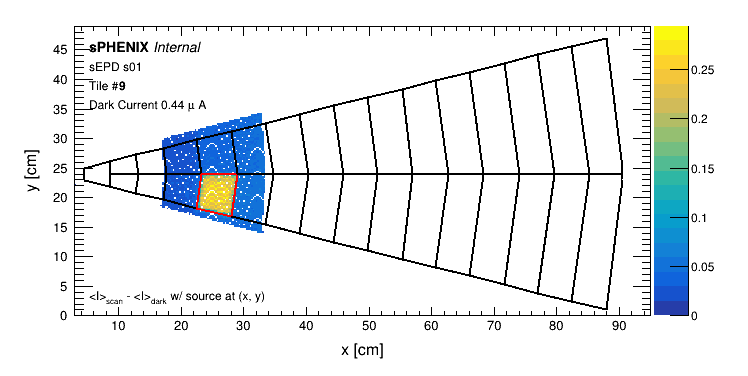 sPHENIX Internal
sEPD s01
Tile #9
Dark Current 0.44 μ A
<I>scan - <I>dark w/ source at (x, y)
y [cm]
45
40
35
30
25
20
15
10
5
0
10 20 30 40 50 60 70 80 90
x [cm]
0.25
0.2
0.15
0.1
0.05
0